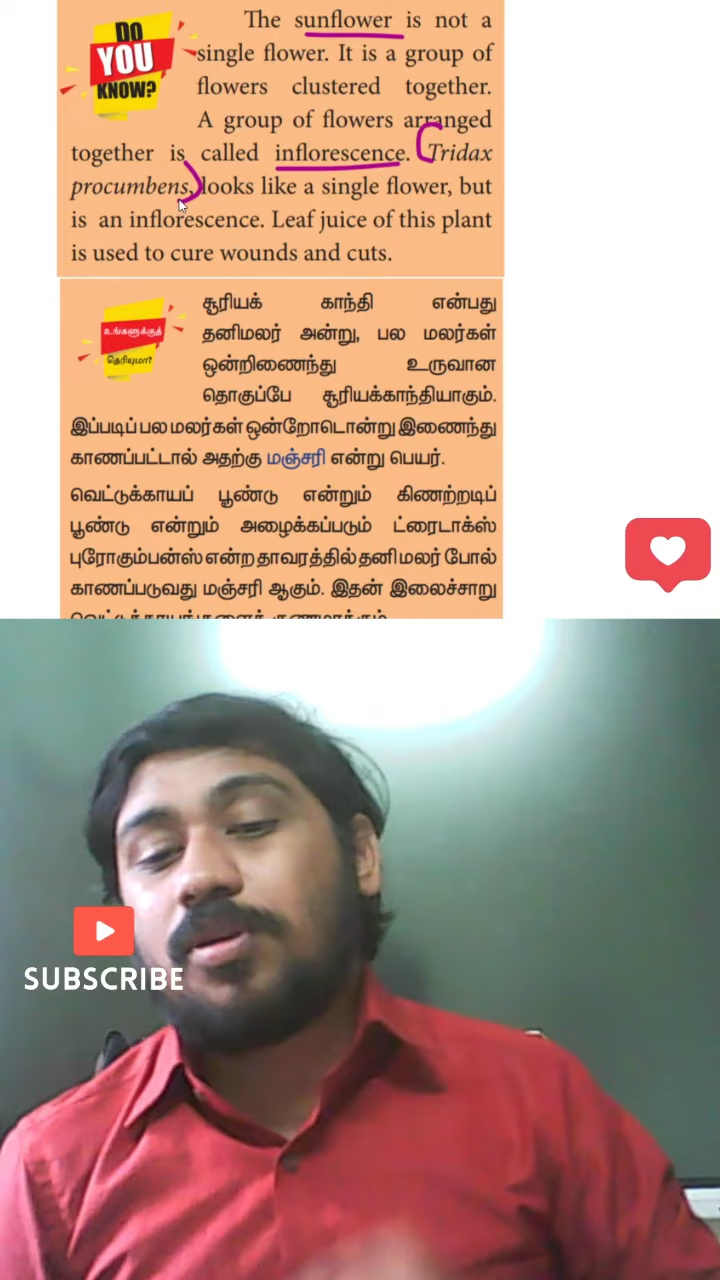 DO
YOU
KNOW?
The sunflower is not a
single flower. It is a group of
flowers clustered together.
A group of flowers arranged
together is called inflorescence. Tridax
procumbens, looks like a single flower, but
is an inflorescence. Leaf juice of this plant
is used to cure wounds and cuts.
உங்களுக்குத்
தெரியுமா?
சூரியக் காந்தி என்பது
தனிமலர் அன்று, பல மலர்கள்
ஒன்றிணைந்து உருவான
தொகுப்பே சூரியக்காந்தியாகும்.
இப்படிப் பல மலர்கள் ஒன்றோடொன்று இணைந்து
காணப்பட்டால் அதற்கு மஞ்சரி என்று பெயர்.
வெட்டுக்காயப் பூண்டு என்றும் கிணற்றடிப்
பூண்டு என்றும் அழைக்கப்படும் ட்ரைடாக்ஸ்
புரோகும்பன்ஸ் என்ற தாவரத்தில் தனி மலர் போல்
காணப்படுவது மஞ்சரி ஆகும். இதன் இலைச்சாறு
SUBSCRIBE